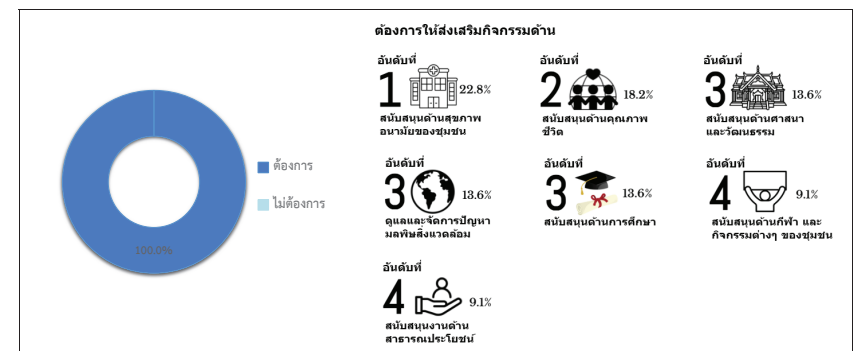 ต้องการให้ส่งเสริมกิจกรรมด้าน
อันดับที่
1 22.8%
สนับสนุนด้านสุขภาพ
อนามัยของชุมชน
อันดับที่
2 18.2%
สนับสนุนด้านคุณภาพ
ชีวิต
อันดับที่
3 13.6%
สนับสนุนด้านศาสนา
และวัฒนธรรม
ต้องการ
ไม่ต้องการ
100.0%
อันดับที่
3 13.6%
ดูแลและจัดการปัญหา
มลพิษสิ่งแวดล้อม
อันดับที่
3 13.6%
สนับสนุนด้านการศึกษา
อันดับที่
4 9.1%
สนับสนุนด้านกีฬา และ
กิจกรรมต่างๆ ของชุมชน
อันดับที่
4 9.1%
สนับสนุนงานด้าน
สาธารณประโยชน์